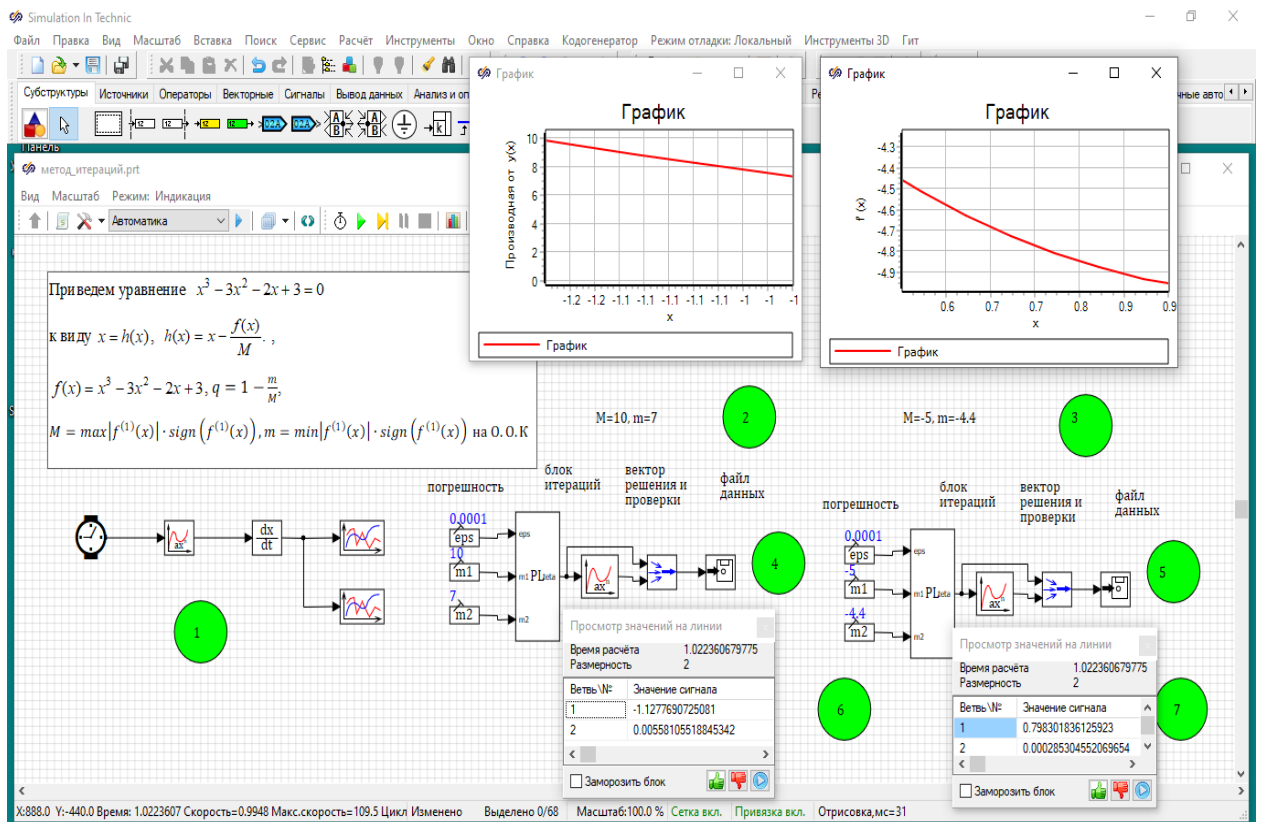 Simulation In Technic
Файл Правка Вид Масштаб Вставка Поиск Сервис Расчёт Инструменты Окно Справка Кодогенератор Режим отладки: Локальный Инструменты 3D Гит
Субструктуры Источники Операторы Векторные Сигналы Вывод данных Анализ и оп
чные авто
Панель
метод_итераций.prt
Вид Масштаб Режим: Индикация
Автоматика
График
График
Производная от y(x)
10
8
6
4
2
0
-1.2 -1.2 -1.1 -1.1 -1.1 -1.1 -1.1 -1 -1 -1
x
График
График
График
f (x)
-4.3
-4.4
-4.5
-4.6
-4.7
-4.8
-4.9
0.6 0.7 0.7 0.8 0.9 0.9
x
График
Приведем уравнение x³ − 3x² − 2x + 3 = 0
к виду x = h(x), h(x) = x − f(x)/M. ,
f(x) = x³ − 3x² − 2x + 3, q = 1 − m/M,
M = max|f⁽¹⁾(x)| · sign(f⁽¹⁾(x)), m = min|f⁽¹⁾(x)| · sign(f⁽¹⁾(x)) на О.О.К
M=10, m=7
2
M=-5, m=-4.4
3
погрешность
блок итераций
вектор решения и проверки
файл данных
dx/dt
ax
0.0001
eps
10
m1
7
m2
eps
m1 PL beta
m2
ax
4
1
погрешность
блок итераций
вектор решения и проверки
файл данных
0.0001
eps
-5
m1
-4.4
m2
eps
m1 PL beta
m2
ax
5
6
7
Просмотр значений на линии
Время расчёта 1.022360679775
Размерность 2
Ветвь\№ Значение сигнала
1 -1.1277690725081
2 0.00558105518845342
Заморозить блок
Просмотр значений на линии
Время расчёта 1.022360679775
Размерность 2
Ветвь\№ Значение сигнала
1 0.798301836125923
2 0.000285304552069654
Заморозить блок
X:888.0 Y:-440.0 Время: 1.0223607 Скорость=0.9948 Макс.скорость=109.5 Цикл Изменено Выделено 0/68 Масштаб:100.0 % Сетка вкл. Привязка вкл. Отрисовка,мс=31